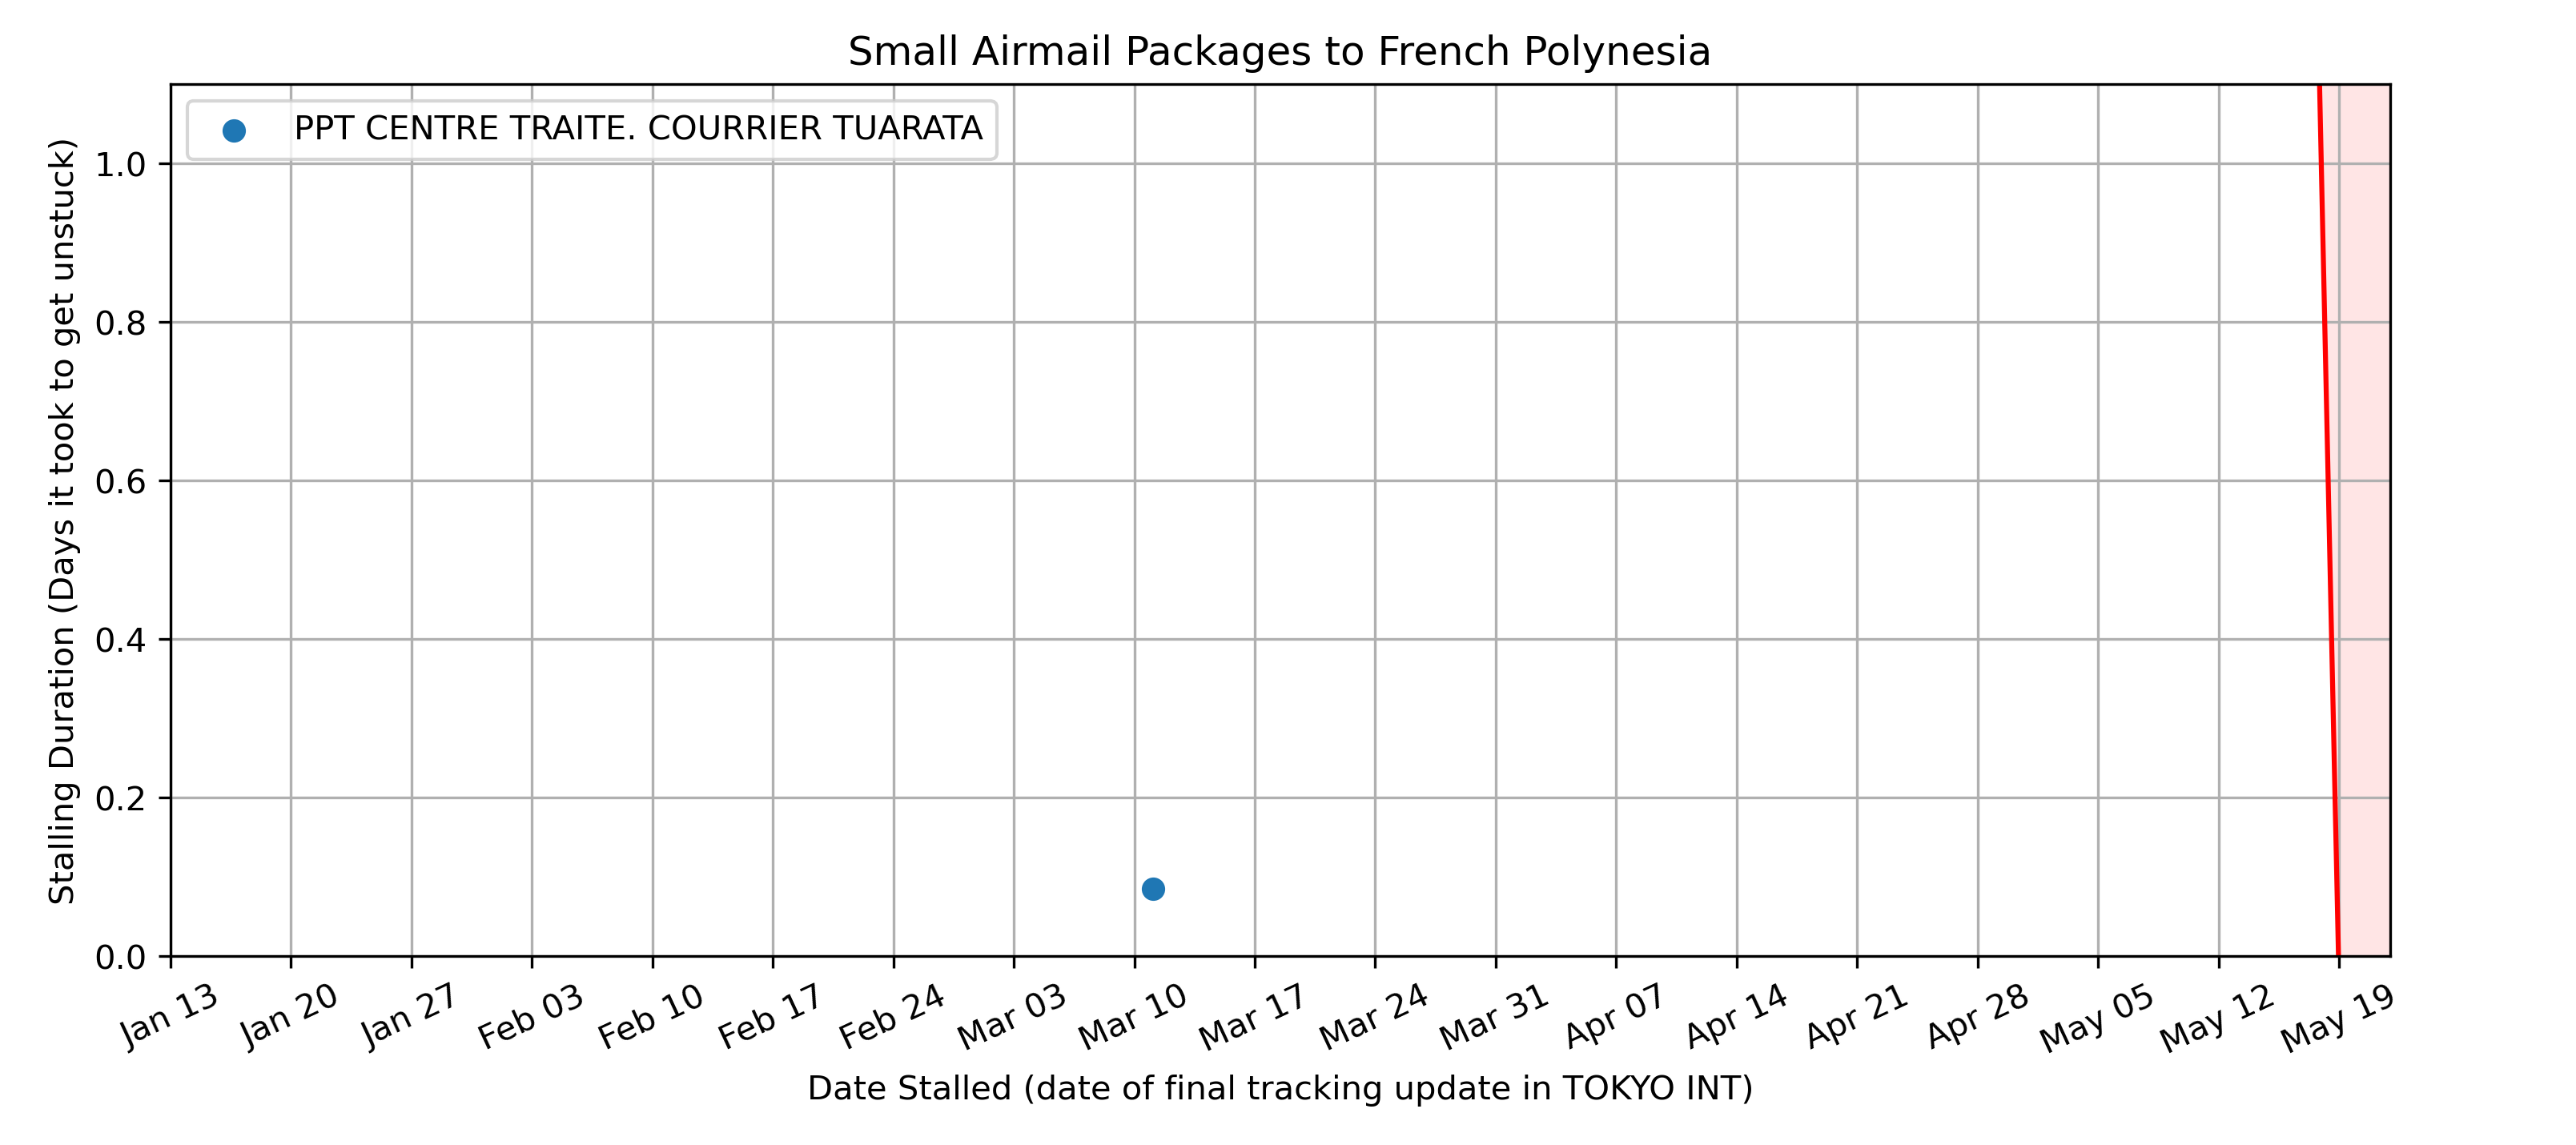 Small Airmail Packages to French Polynesia
PPT CENTRE TRAITE. COURRIER TUARATA
Stalling Duration (Days it took to get unstuck)
1.0
0.8
0.6
0.4
0.2
0.0
Jan 13 Jan 20 Jan 27 Feb 03 Feb 10 Feb 17 Feb 24 Mar 03 Mar 10 Mar 17 Mar 24 Mar 31 Apr 07 Apr 14 Apr 21 Apr 28 May 05 May 12 May 19
Date Stalled (date of final tracking update in TOKYO INT)